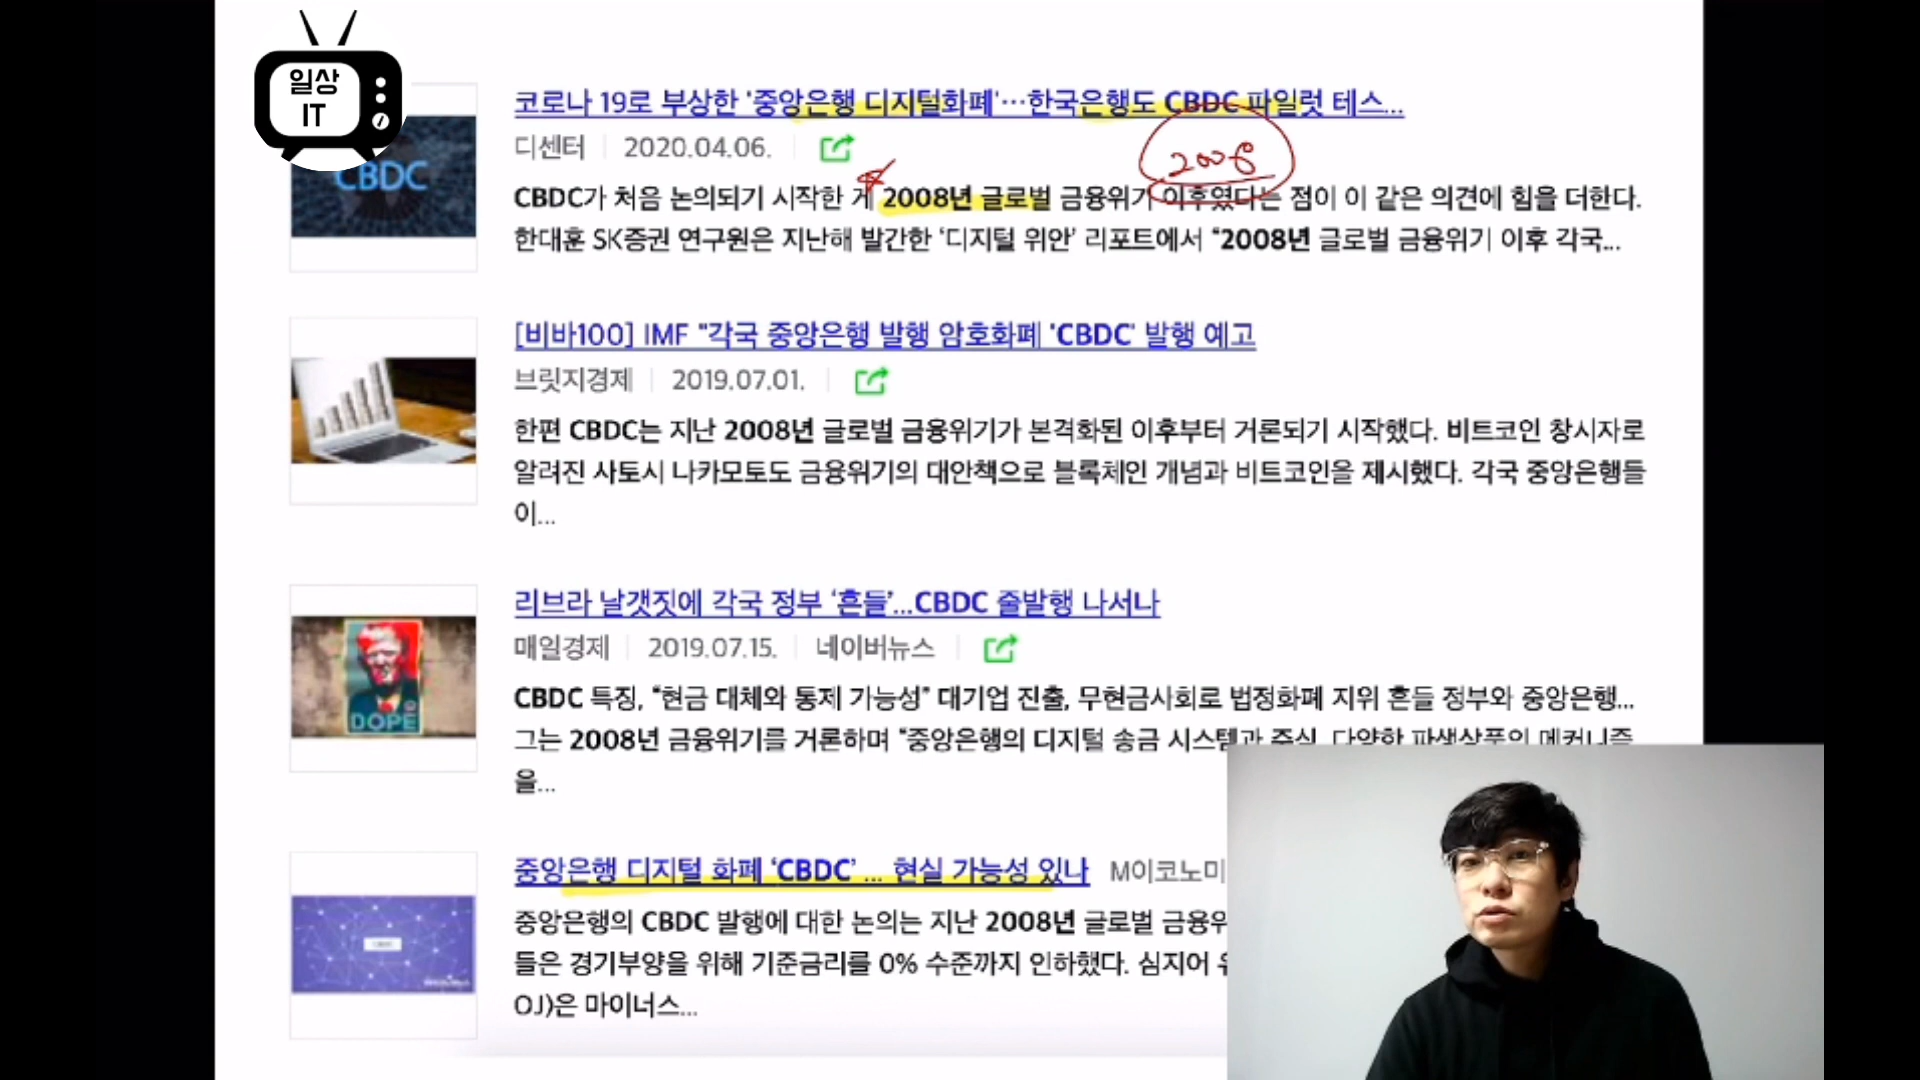 일상
IT
CBDC
코로나 19로 부상한 '중앙은행 디지털화폐'…한국은행도 CBDC 파일럿 테스...
디센터 2020.04.06.
2008
CBDC가 처음 논의되기 시작한 게 2008년 글로벌 금융위기 이후였다는 점이 이 같은 의견에 힘을 더한다.
한대훈 SK증권 연구원은 지난해 발간한 ‘디지털 위안’ 리포트에서 “2008년 글로벌 금융위기 이후 각국...
[비바100] IMF "각국 중앙은행 발행 암호화폐 'CBDC' 발행 예고
브릿지경제 2019.07.01.
한편 CBDC는 지난 2008년 글로벌 금융위기가 본격화된 이후부터 거론되기 시작했다. 비트코인 창시자로
알려진 사토시 나카모토도 금융위기의 대안책으로 블록체인 개념과 비트코인을 제시했다. 각국 중앙은행들
이...
리브라 날갯짓에 각국 정부 ‘흔들’...CBDC 줄발행 나서나
매일경제 2019.07.15. 네이버뉴스
DOPE
CBDC 특징, “현금 대체와 통제 가능성” 대기업 진출, 무현금사회로 법정화폐 지위 흔들 정부와 중앙은행...
그는 2008년 금융위기를 거론하며 “중앙은행의 디지털 송금 시스템과 주식, 다양한 파생상품의 메커니즘
을...
중앙은행 디지털 화폐 ‘CBDC’ ... 현실 가능성 있나 M이코노미
중앙은행의 CBDC 발행에 대한 논의는 지난 2008년 글로벌 금융위
들은 경기부양을 위해 기준금리를 0% 수준까지 인하했다. 심지어
OJ)은 마이너스...